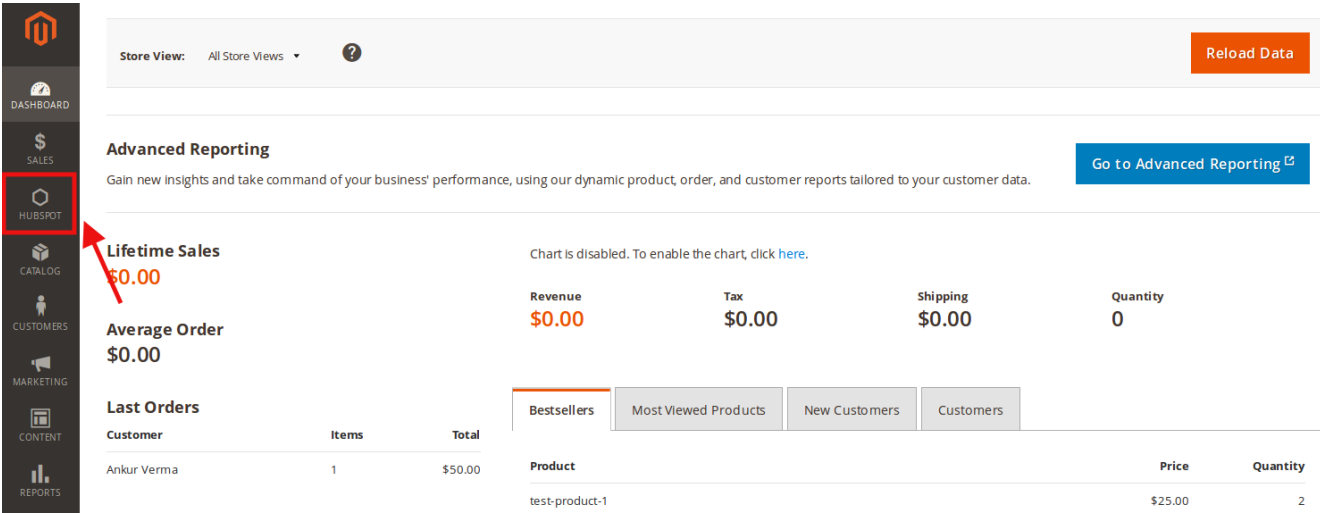 Store View: All Store Views
Reload Data
DASHBOARD
SALES
HUBSPOT
CATALOG
CUSTOMERS
MARKETING
CONTENT
REPORTS
Advanced Reporting
Gain new insights and take command of your business' performance, using our dynamic product, order, and customer reports tailored to your customer data.
Go to Advanced Reporting
Lifetime Sales
$0.00
Average Order
$0.00
Last Orders
Customer Items Total
Ankur Verma 1 $50.00
Chart is disabled. To enable the chart, click here.
Revenue Tax Shipping Quantity
$0.00 $0.00 $0.00 0
Bestsellers Most Viewed Products New Customers Customers
Product Price Quantity
test-product-1 $25.00 2